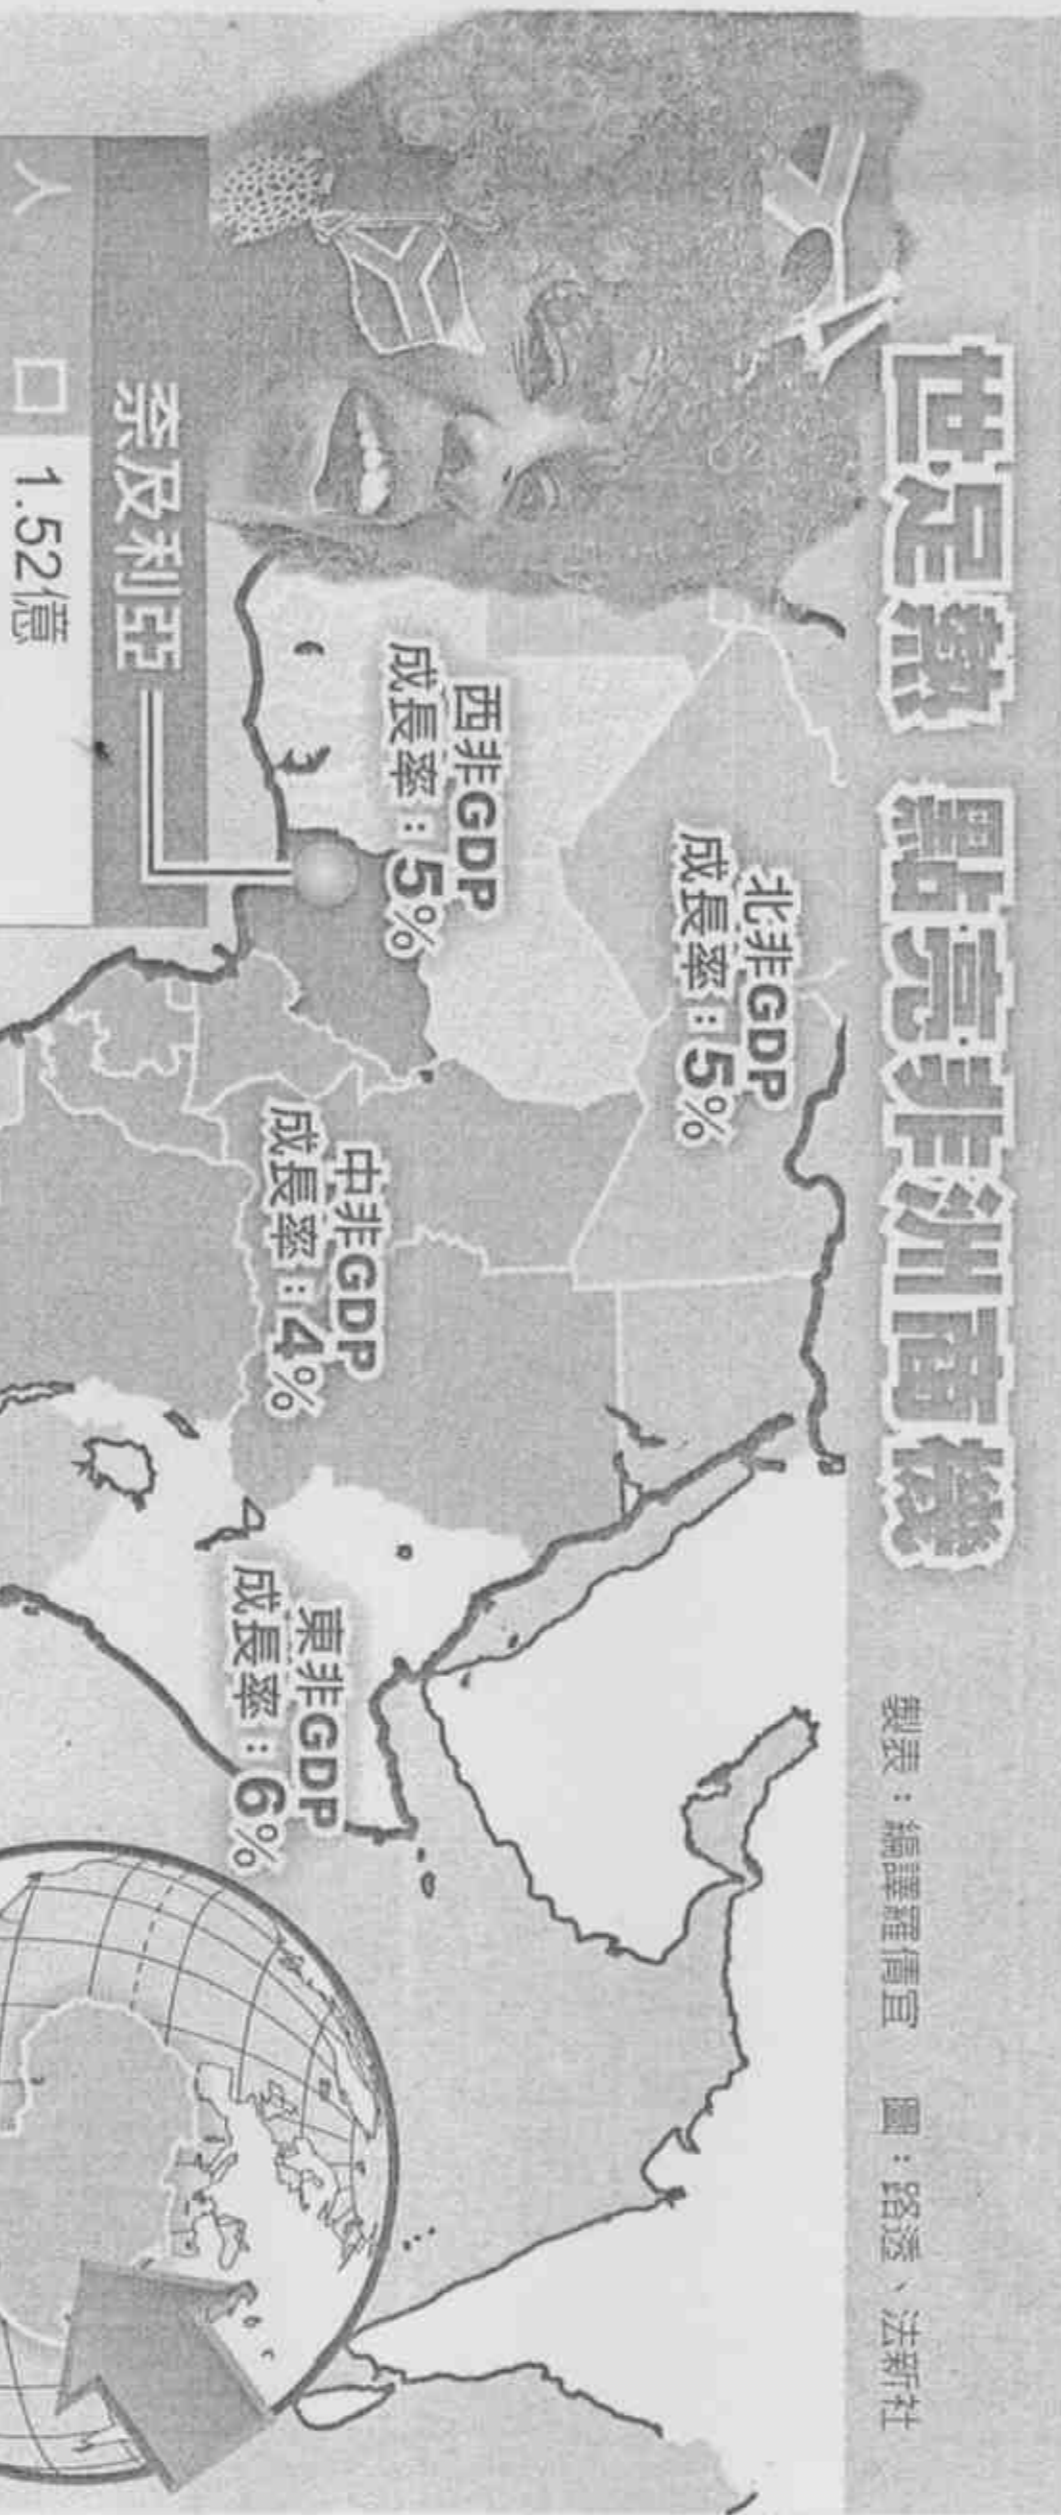 世足熱 點亮非洲商機
製表：編譯羅倩宜 圖：路透、法新社
北非GDP
成長率：5%
西非GDP
成長率：5%
中非GDP
成長率：4%
東非GDP
成長率：6%
奈及利亞
人口 1.52億